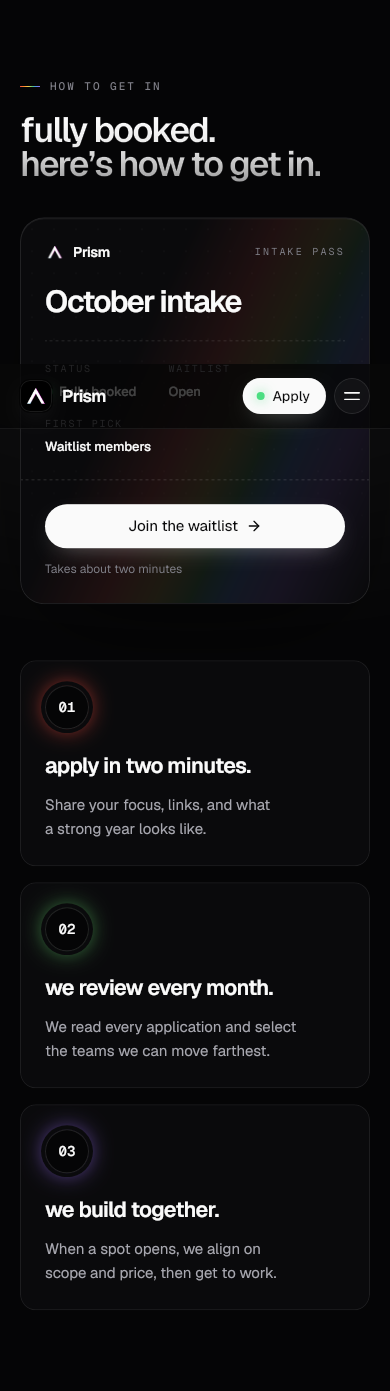 HOW TO GET IN
fully booked.
here's how to get in.
Prism
INTAKE PASS
October intake
STATUS
WAITLIST
Fully booked
Open
Prism
Apply
FIRST PICK
Waitlist members
Join the waitlist →
Takes about two minutes
01
apply in two minutes.
Share your focus, links, and what
a strong year looks like.
02
we review every month.
We read every application and select
the teams we can move farthest.
03
we build together.
When a spot opens, we align on
scope and price, then get to work.